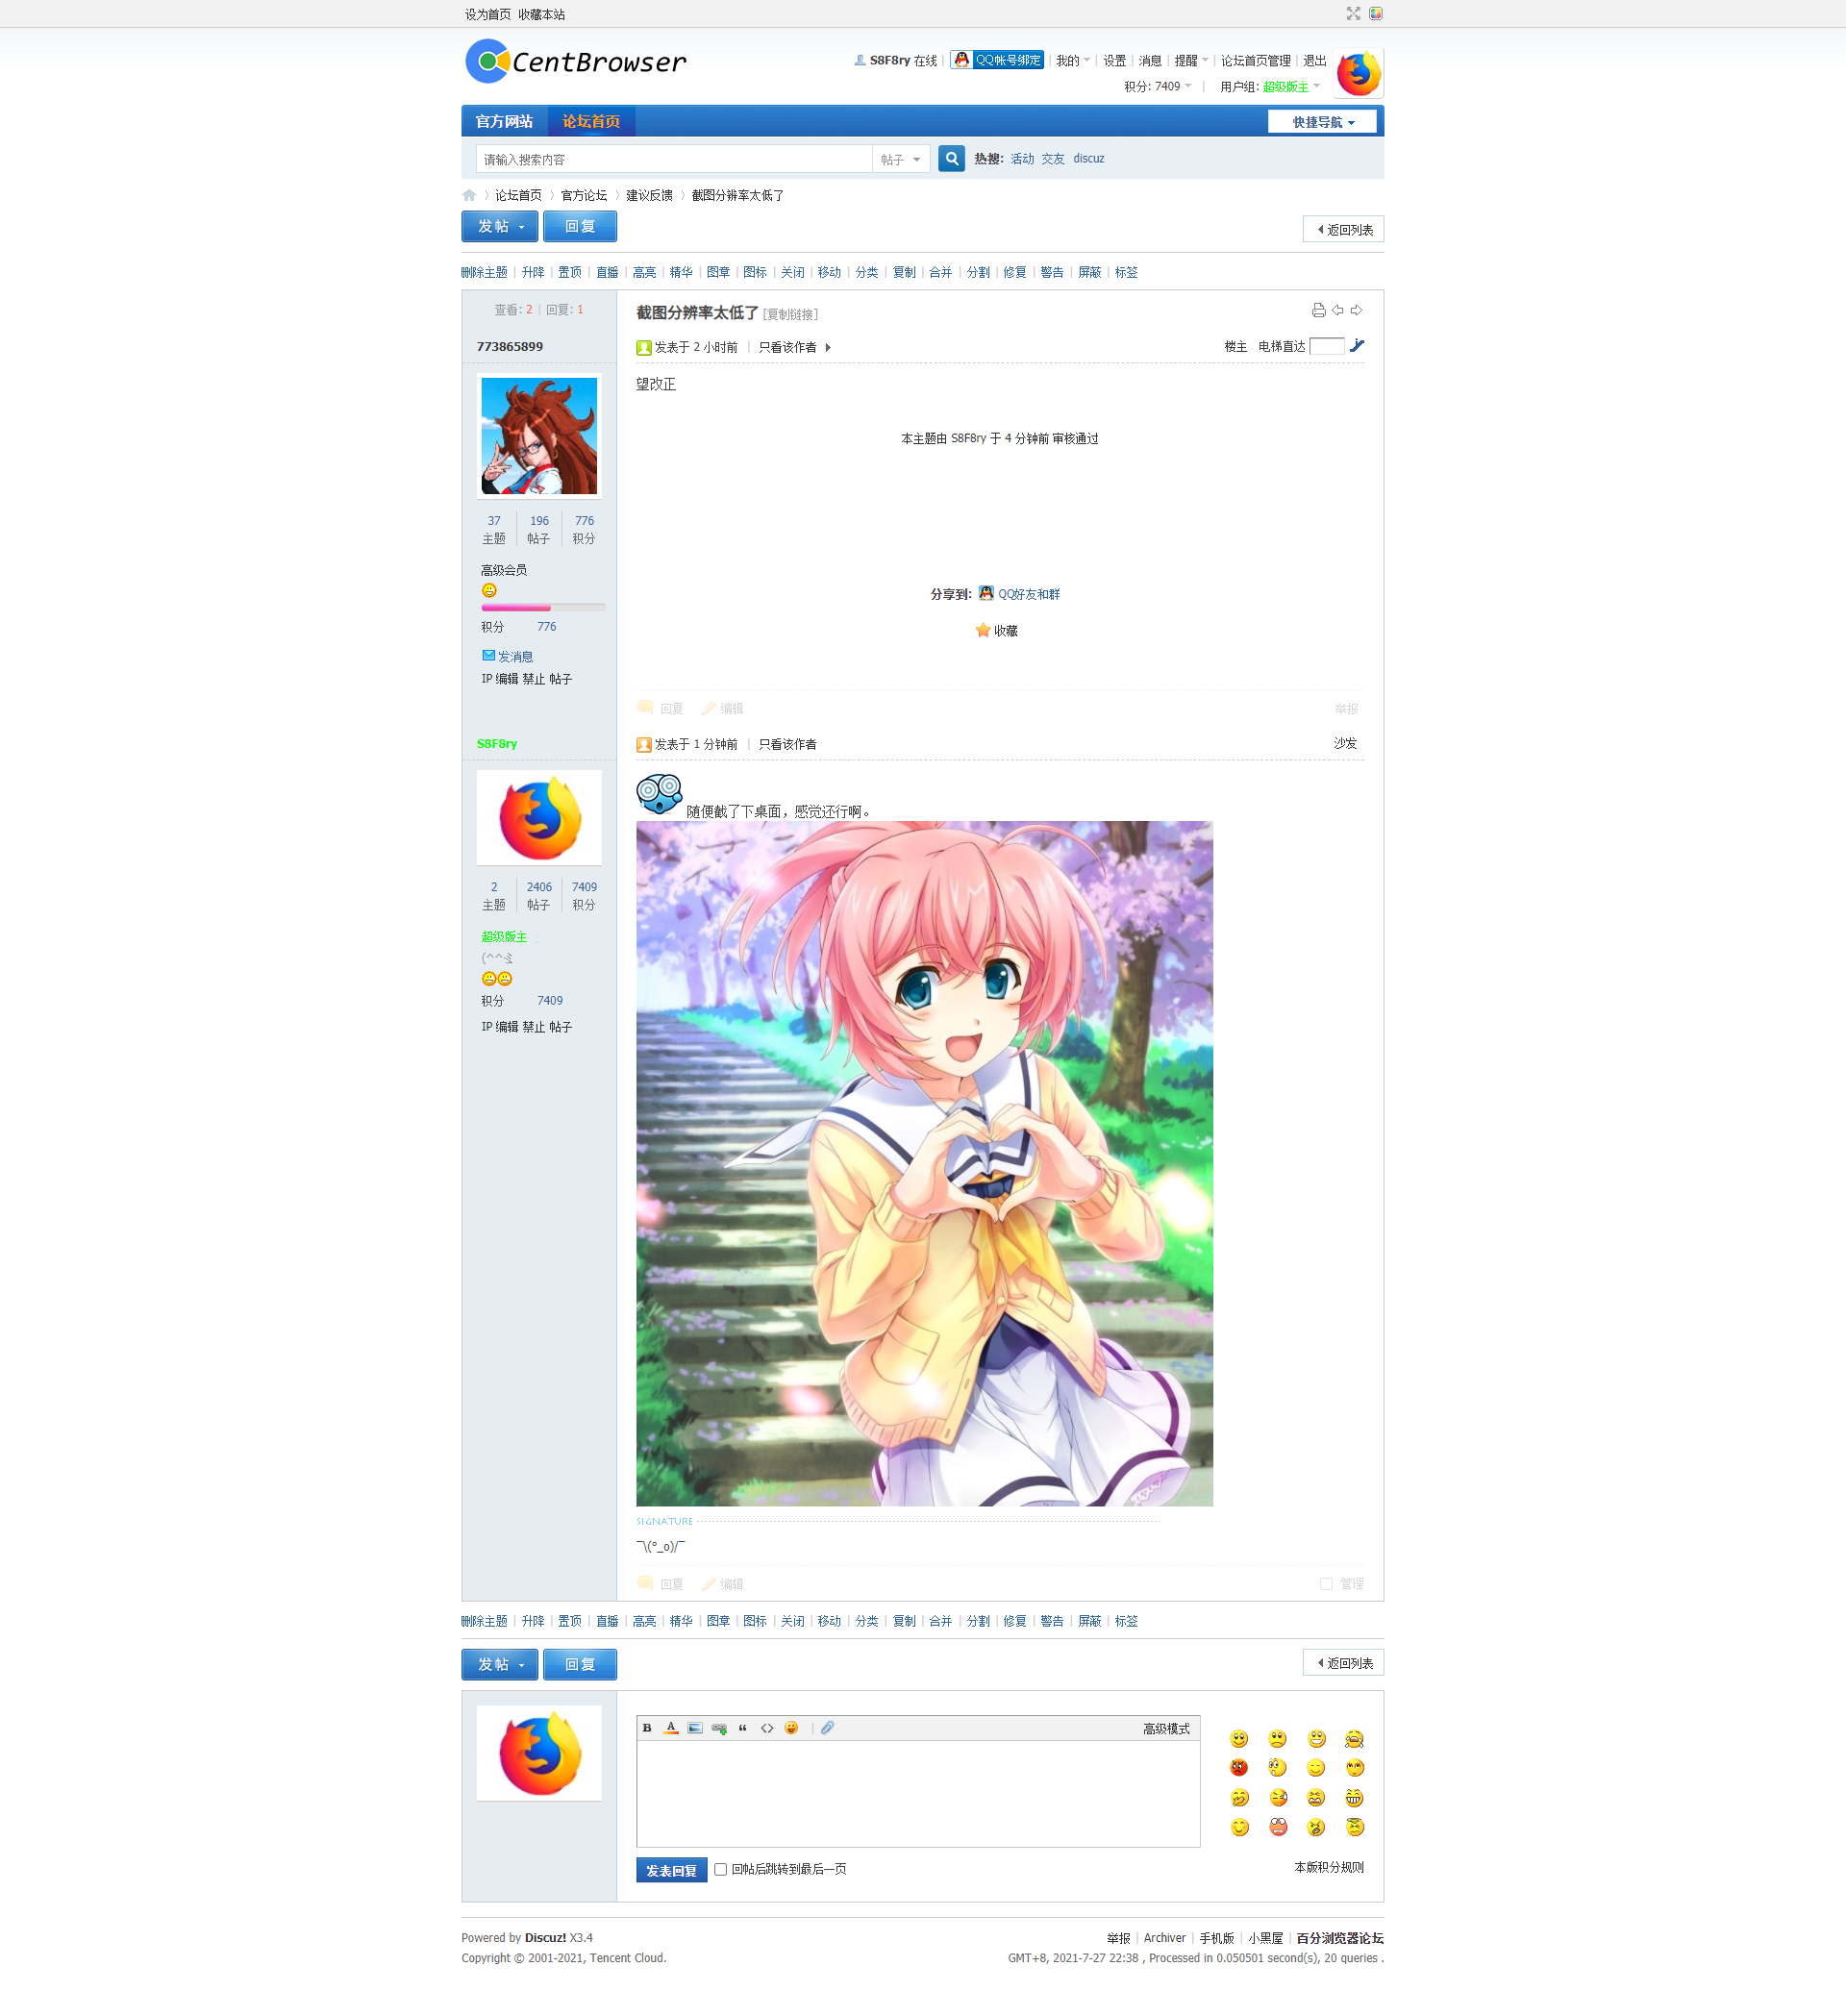 设为首页 收藏本站
CentBrowser
S8F8ry 在线 | QQ帐号绑定 | 我的 | 设置 | 消息 | 提醒 | 论坛首页管理 | 退出
积分: 7409 | 用户组: 超级版主
官方网站 论坛首页 快捷导航
请输入搜索内容 帖子 热搜: 活动 交友 discuz
论坛首页 › 官方论坛 › 建议反馈 › 截图分辨率太低了
发帖 回复 返回列表
删除主题 | 升降 | 置顶 | 直播 | 高亮 | 精华 | 图章 | 图标 | 关闭 | 移动 | 分类 | 复制 | 合并 | 分割 | 修复 | 警告 | 屏蔽 | 标签
查看: 2 | 回复: 1
截图分辨率太低了 [复制链接]
773865899
发表于 2 小时前 | 只看该作者
楼主 电梯直达
望改正
本主题由 S8F8ry 于 4 分钟前 审核通过
37 196 776
主题 帖子 积分
高级会员
积分 776
发消息
IP 编辑 禁止 帖子
分享到: QQ好友和群
收藏
回复 编辑 举报
S8F8ry
发表于 1 分钟前 | 只看该作者 沙发
随便截了下桌面，感觉还行啊。
2 2406 7409
主题 帖子 积分
超级版主
积分 7409
IP 编辑 禁止 帖子
SIGNATURE
¯\(°_o)/¯
回复 编辑 管理
删除主题 | 升降 | 置顶 | 直播 | 高亮 | 精华 | 图章 | 图标 | 关闭 | 移动 | 分类 | 复制 | 合并 | 分割 | 修复 | 警告 | 屏蔽 | 标签
发帖 回复 返回列表
B A 高级模式
发表回复 回帖后跳转到最后一页 本版积分规则
Powered by Discuz! X3.4
举报 | Archiver | 手机版 | 小黑屋 | 百分浏览器论坛
Copyright © 2001-2021, Tencent Cloud.
GMT+8, 2021-7-27 22:38 , Processed in 0.050501 second(s), 20 queries .